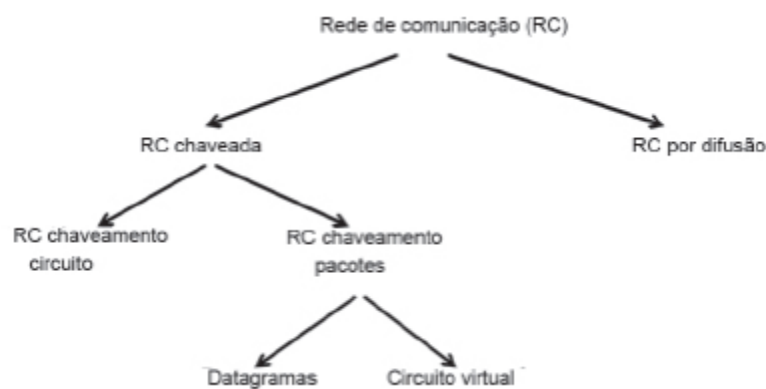 Rede de comunicação (RC)
RC chaveada
RC por difusão
RC chaveamento
circuito
RC chaveamento
pacotes
Datagramas
Circuito virtual